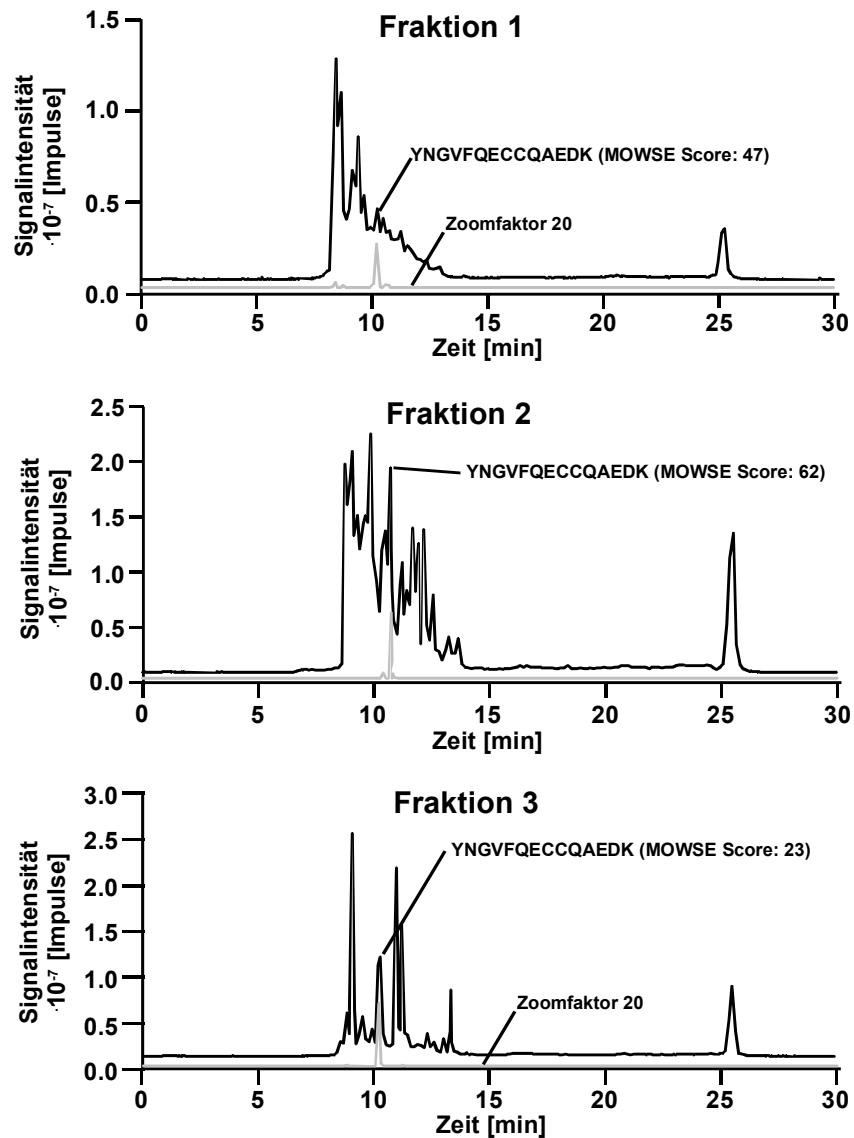 Fraktion 1
Signalintensität
·10⁻⁷ [Impulse]
1.5
1.0
0.5
0.0
YNGVFQECCQAEDK (MOWSE Score: 47)
Zoomfaktor 20
0 5 10 15 20 25 30
Zeit [min]
Fraktion 2
Signalintensität
·10⁻⁷ [Impulse]
2.5
2.0
1.5
1.0
0.5
0.0
YNGVFQECCQAEDK (MOWSE Score: 62)
0 5 10 15 20 25 30
Zeit [min]
Fraktion 3
Signalintensität
·10⁻⁷ [Impulse]
3.0
2.5
2.0
1.5
1.0
0.5
0.0
YNGVFQECCQAEDK (MOWSE Score: 23)
Zoomfaktor 20
0 5 10 15 20 25 30
Zeit [min]